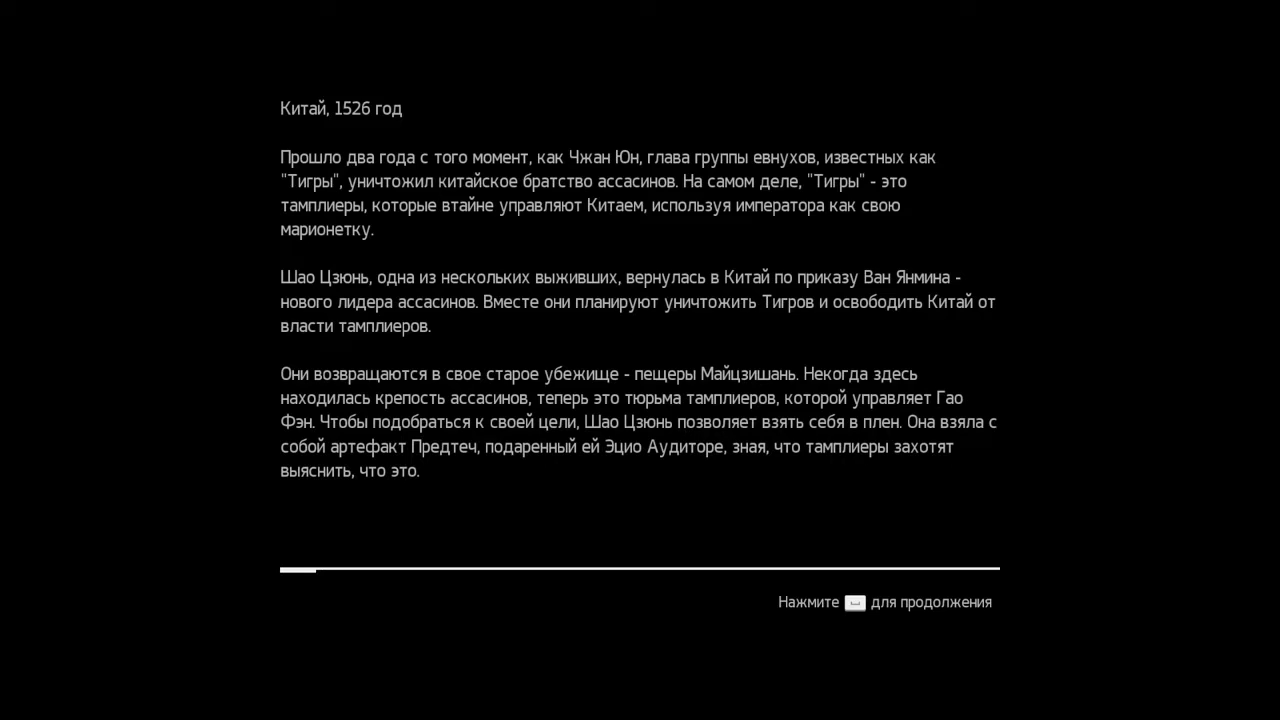 Китай, 1526 год
Прошло два года с того момент, как Чжан Юн, глава группы евнухов, известных как
"Тигры", уничтожил китайское братство ассасинов. На самом деле, "Тигры" - это
тамплиеры, которые втайне управляют Китаем, используя императора как свою
марионетку.
Шао Цзюнь, одна из нескольких выживших, вернулась в Китай по приказу Ван Янмина -
нового лидера ассасинов. Вместе они планируют уничтожить Тигров и освободить Китай от
власти тамплиеров.
Они возвращаются в свое старое убежище - пещеры Майцзишань. Некогда здесь
находилась крепость ассасинов, теперь это тюрьма тамплиеров, которой управляет Гао
Фэн. Чтобы подобраться к своей цели, Шао Цзюнь позволяет взять себя в плен. Она взяла с
собой артефакт Предтеч, подаренный ей Эцио Аудиторе, зная, что тамплиеры захотят
выяснить, что это.
Нажмите для продолжения